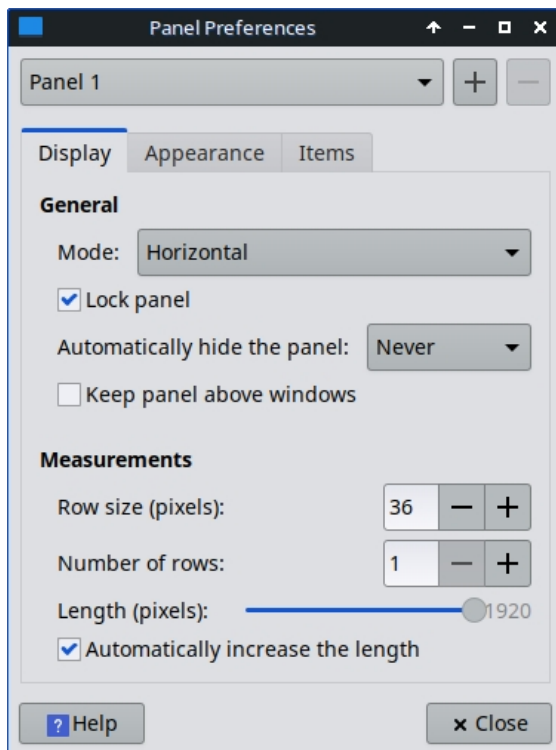 Panel Preferences
Panel 1
Display Appearance Items
General
Mode: Horizontal
Lock panel
Automatically hide the panel: Never
Keep panel above windows
Measurements
Row size (pixels): 36
Number of rows: 1
Length (pixels): 1920
Automatically increase the length
? Help × Close